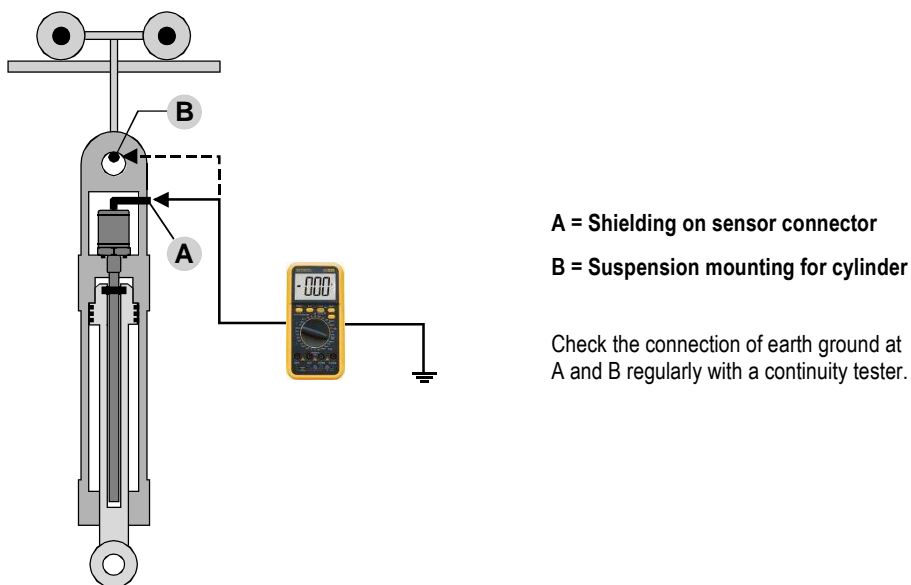 B
A
-000
A = Shielding on sensor connector
B = Suspension mounting for cylinder
Check the connection of earth ground at
A and B regularly with a continuity tester.